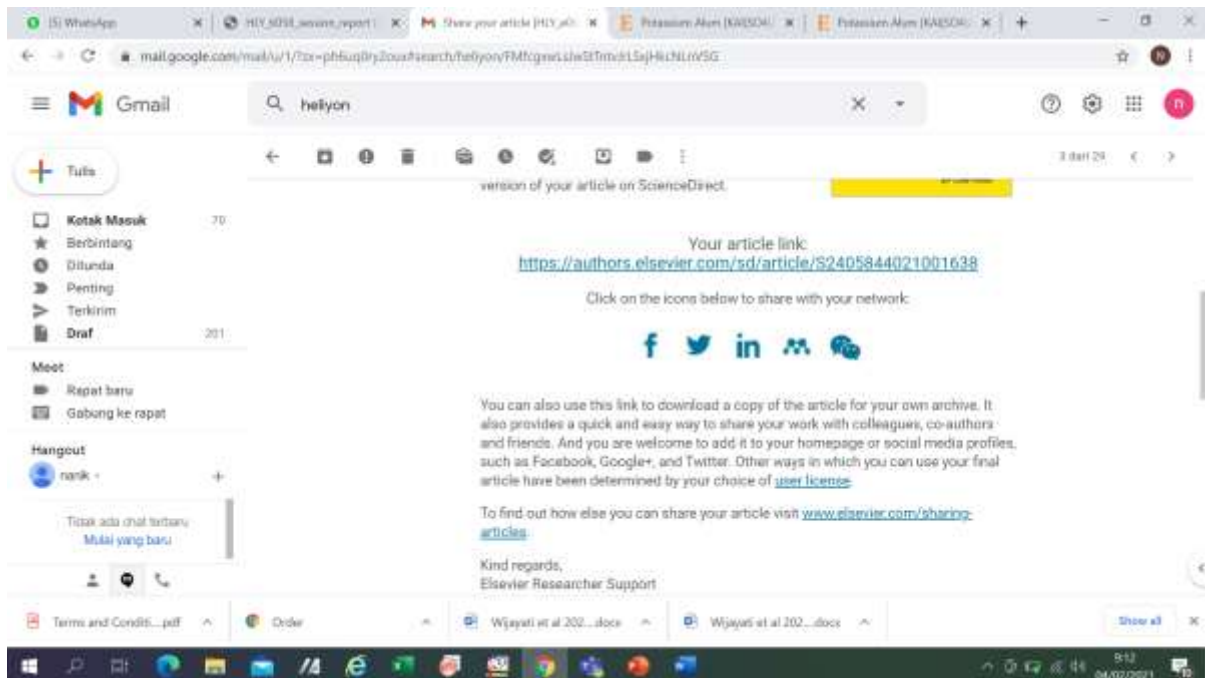 (5) WhatsApp
Share your article [HLY_
Potassium Alum
Potassium Alum
Gmail
heliyon
Tulis
3 dari 29
Kotak Masuk 70
Berbintang
Ditunda
Penting
Terkirim
Draf 201
Meet
Rapat baru
Gabung ke rapat
Hangout
nanik
Tidak ada chat terbaru
Mulai yang baru
version of your article on ScienceDirect.
Your article link:
https://authors.elsevier.com/sd/article/S2405844021001638
Click on the icons below to share with your network:
You can also use this link to download a copy of the article for your own archive. It
also provides a quick and easy way to share your work with colleagues, co-authors
and friends. And you are welcome to add it to your homepage or social media profiles,
such as Facebook, Google+, and Twitter. Other ways in which you can use your final
article have been determined by your choice of user license.
To find out how else you can share your article visit www.elsevier.com/sharing-
articles.
Kind regards,
Elsevier Researcher Support
Terms and Conditi....pdf
Order
Wijayati et al 202....docx
Wijayati et al 202....docx
Show all
9:12
04/02/2021